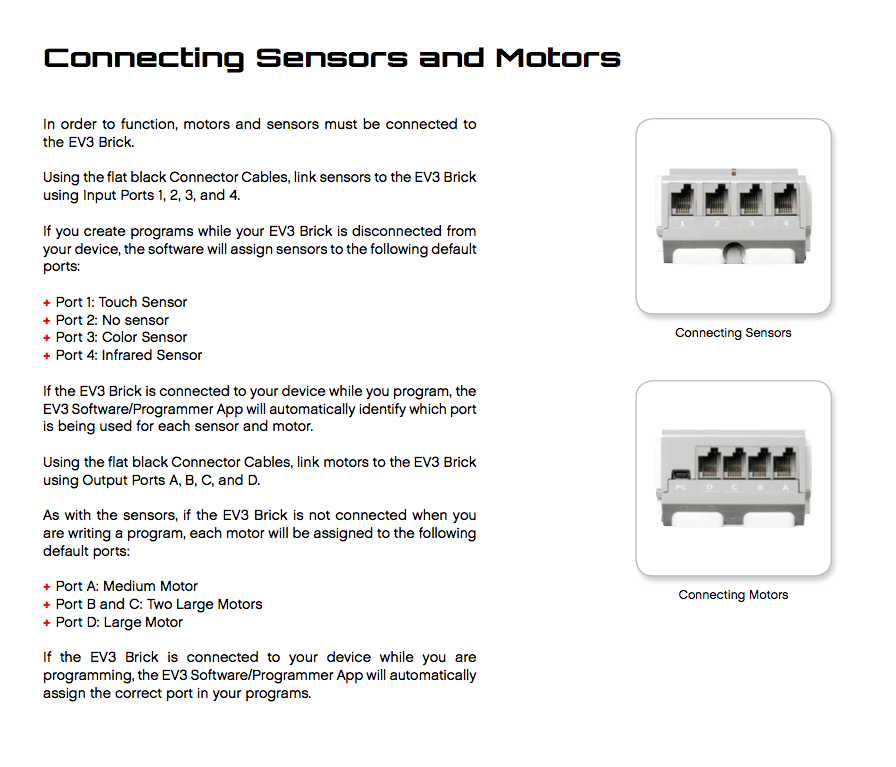 Connecting Sensors and Motors
In order to function, motors and sensors must be connected to
the EV3 Brick.
Using the flat black Connector Cables, link sensors to the EV3 Brick
using Input Ports 1, 2, 3, and 4.
If you create programs while your EV3 Brick is disconnected from
your device, the software will assign sensors to the following default
ports:
+ Port 1: Touch Sensor
+ Port 2: No sensor
+ Port 3: Color Sensor
+ Port 4: Infrared Sensor
If the EV3 Brick is connected to your device while you program, the
EV3 Software/Programmer App will automatically identify which port
is being used for each sensor and motor.
Using the flat black Connector Cables, link motors to the EV3 Brick
using Output Ports A, B, C, and D.
As with the sensors, if the EV3 Brick is not connected when you
are writing a program, each motor will be assigned to the following
default ports:
+ Port A: Medium Motor
+ Port B and C: Two Large Motors
+ Port D: Large Motor
If the EV3 Brick is connected to your device while you are
programming, the EV3 Software/Programmer App will automatically
assign the correct port in your programs.
1 2 3 4
Connecting Sensors
PC D C B A
Connecting Motors